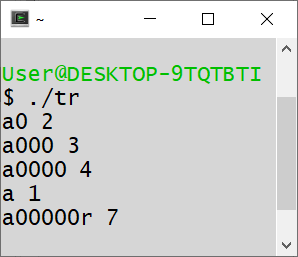 ~
User@DESKTOP-9TQTBTI
$ ./tr
a0 2
a000 3
a0000 4
a 1
a00000r 7